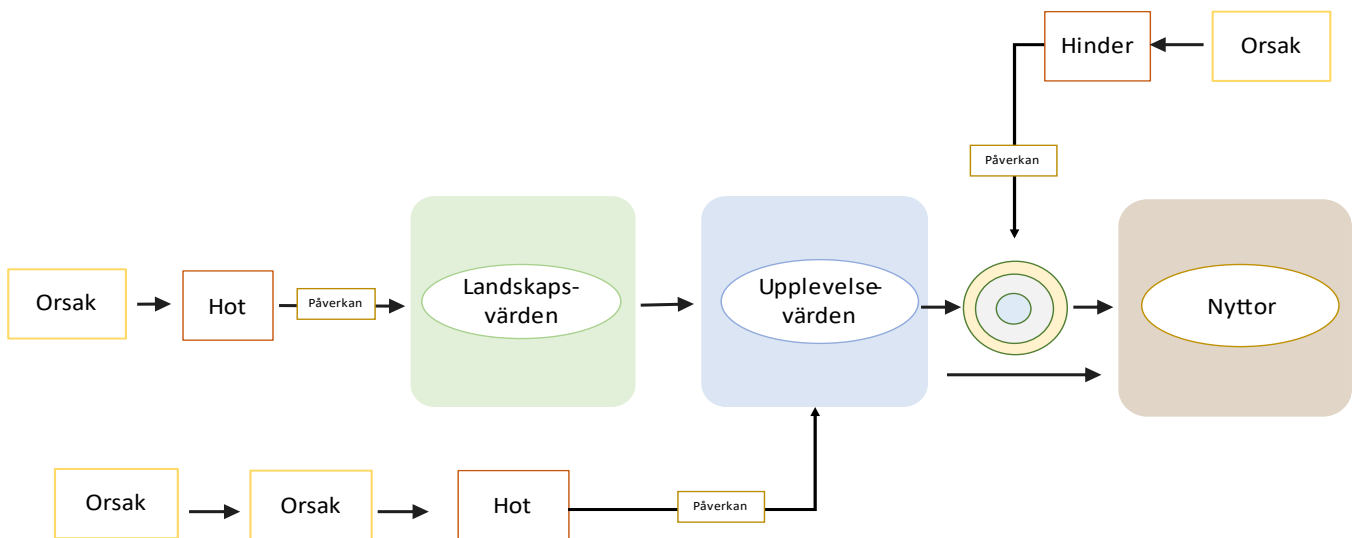 Hinder
Orsak
Påverkan
Orsak
Hot
Påverkan
Landskaps-
värden
Upplevelse-
värden
Nyttor
Orsak
Orsak
Hot
Påverkan